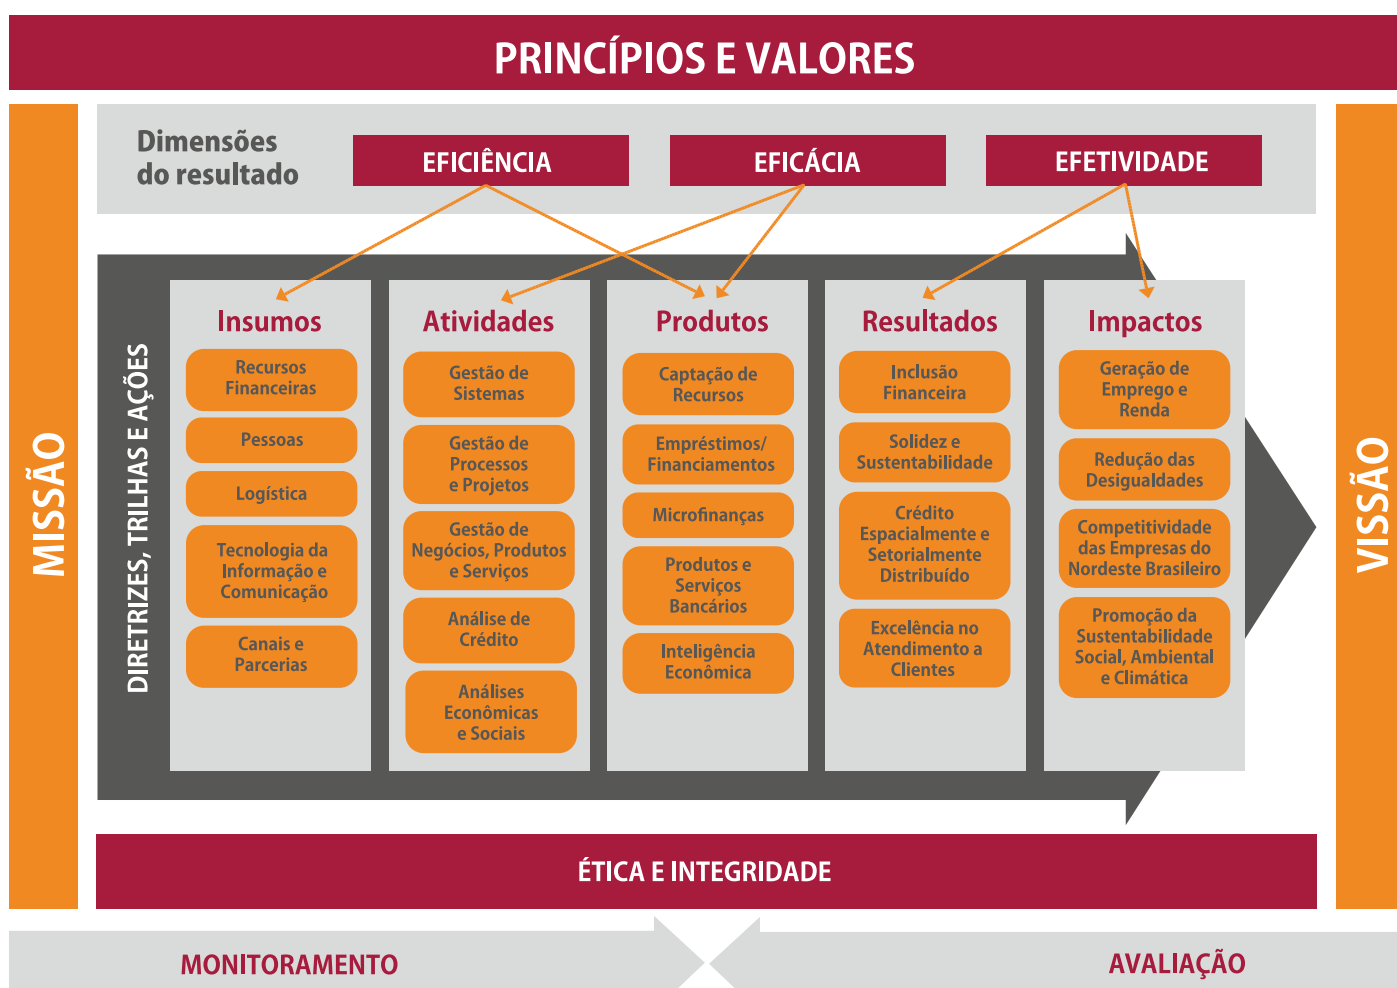 PRINCÍPIOS E VALORES
MISSÃO
Dimensões
do resultado
EFICIÊNCIA
EFICÁCIA
EFETIVIDADE
DIRETRIZES, TRILHAS E AÇÕES
Insumos
Recursos
Financeiras
Pessoas
Logística
Tecnologia da
Informação e
Comunicação
Canais e
Parcerias
Atividades
Gestão de
Sistemas
Gestão de
Processos
e Projetos
Gestão de
Negócios, Produtos
e Serviços
Análise de
Crédito
Análises
Econômicas
e Sociais
Produtos
Captação de
Recursos
Empréstimos/
Financiamentos
Microfinanças
Produtos e
Serviços
Bancários
Inteligência
Econômica
Resultados
Inclusão
Financeira
Solidez e
Sustentabilidade
Crédito
Espacialmente e
Setorialmente
Distribuído
Excelência no
Atendimento a
Clientes
Impactos
Geração de
Emprego e
Renda
Redução das
Desigualdades
Competitividade
das Empresas do
Nordeste Brasileiro
Promoção da
Sustentabilidade
Social, Ambiental
e Climática
VISSÃO
ÉTICA E INTEGRIDADE
MONITORAMENTO
AVALIAÇÃO